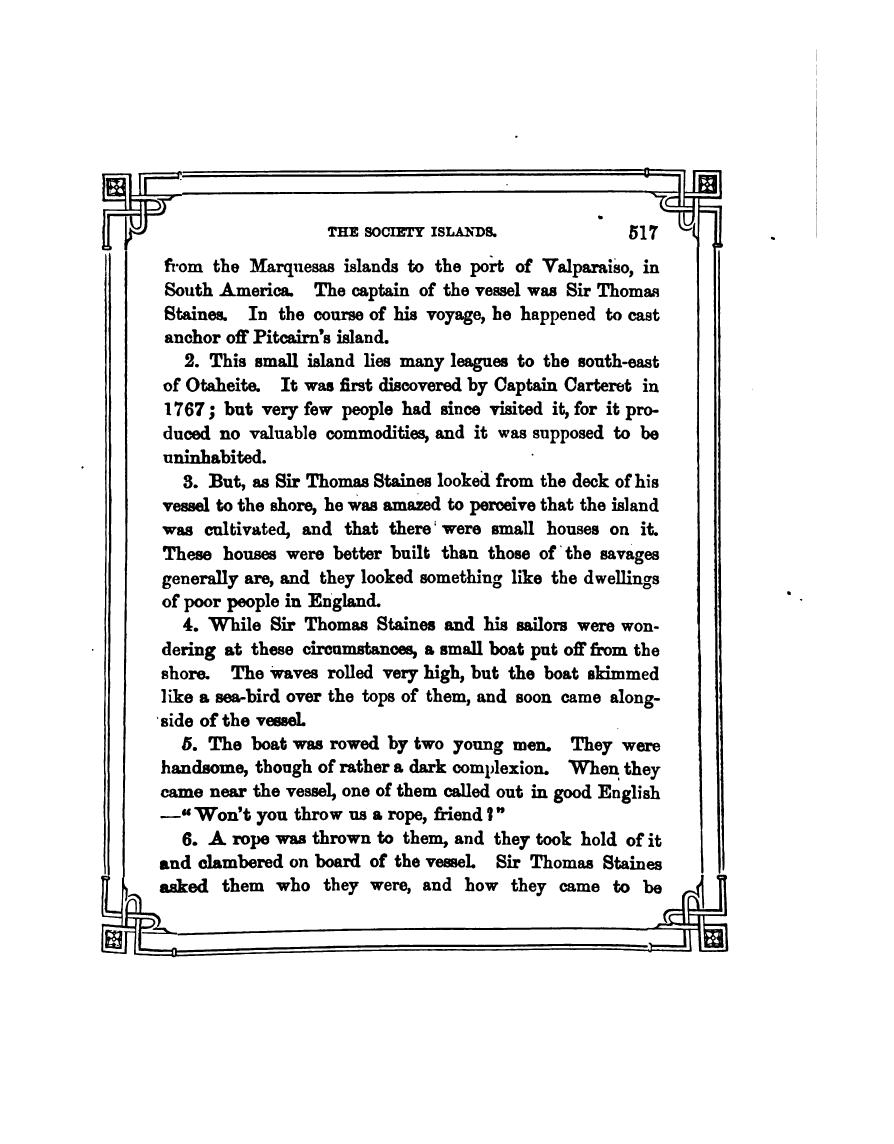 THE SOCIETY ISLANDS. 517
from the Marquesas islands to the port of Valparaiso, in
South America. The captain of the vessel was Sir Thomas
Staines. In the course of his voyage, he happened to cast
anchor off Pitcairn's island.
2. This small island lies many leagues to the south-east
of Otaheite. It was first discovered by Captain Carteret in
1767; but very few people had since visited it, for it pro-
duced no valuable commodities, and it was supposed to be
uninhabited.
3. But, as Sir Thomas Staines looked from the deck of his
vessel to the shore, he was amazed to perceive that the island
was cultivated, and that there were small houses on it.
These houses were better built than those of the savages
generally are, and they looked something like the dwellings
of poor people in England.
4. While Sir Thomas Staines and his sailors were won-
dering at these circumstances, a small boat put off from the
shore. The waves rolled very high, but the boat skimmed
like a sea-bird over the tops of them, and soon came along-
side of the vessel.
5. The boat was rowed by two young men. They were
handsome, though of rather a dark complexion. When they
came near the vessel, one of them called out in good English
—"Won't you throw us a rope, friend?"
6. A rope was thrown to them, and they took hold of it
and clambered on board of the vessel. Sir Thomas Staines
asked them who they were, and how they came to be